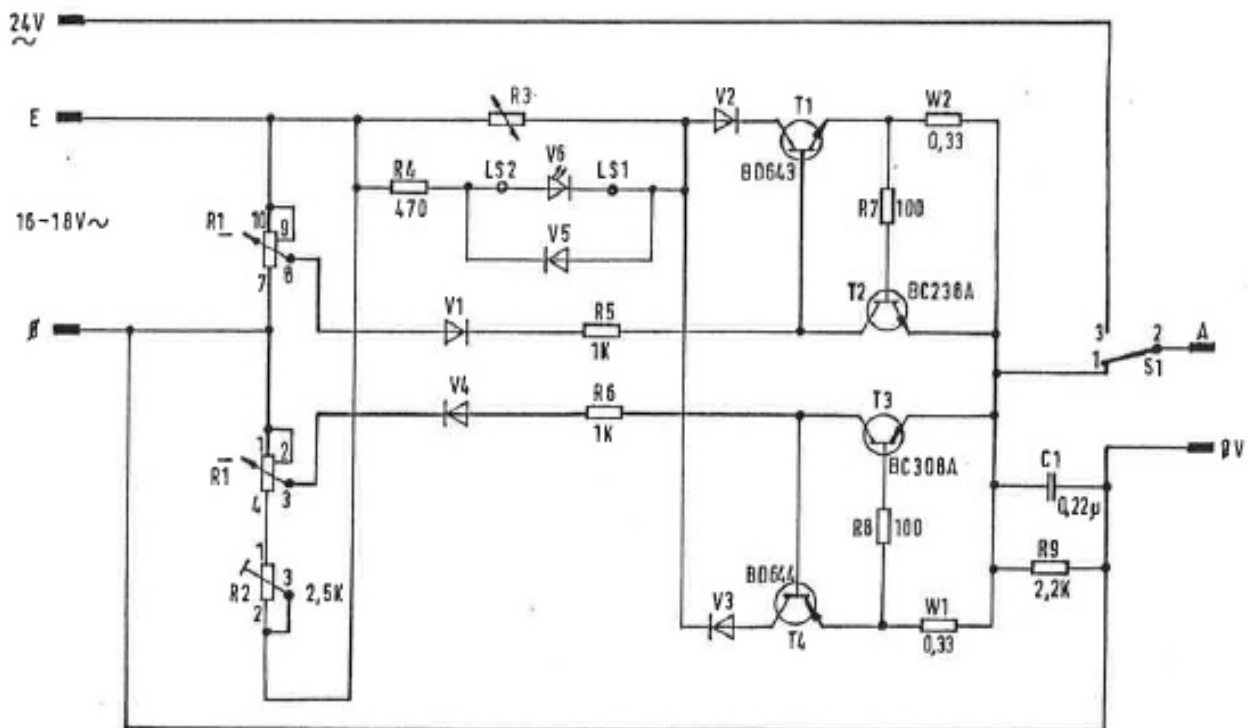 24V
~
E
R3
V2
T1
W2
0,33
R4
470
LS2
V6
LS1
BD643
R7
100
16-18V~
R1
10
9
8
7
V5
T2
BC238A
V1
R5
1K
3
2
1
S1
A
V4
R6
1K
T3
BC308A
ØV
R1
1
2
3
4
C1
0,22µ
R8
100
R9
2,2K
1
3
2
R2
2,5K
BD644
V3
T4
W1
0,33
Ø